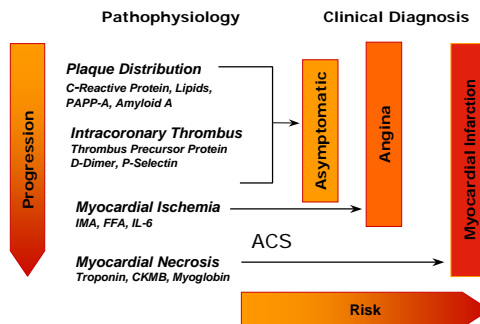 Pathophysiology
Clinical Diagnosis
Progression
Plaque Distribution
C-Reactive Protein, Lipids,
PAPP-A, Amyloid A
Intracoronary Thrombus
Thrombus Precursor Protein
D-Dimer, P-Selectin
Myocardial Ischemia
IMA, FFA, IL-6
ACS
Myocardial Necrosis
Troponin, CKMB, Myoglobin
Asymptomatic
Angina
Myocardial Infarction
Risk